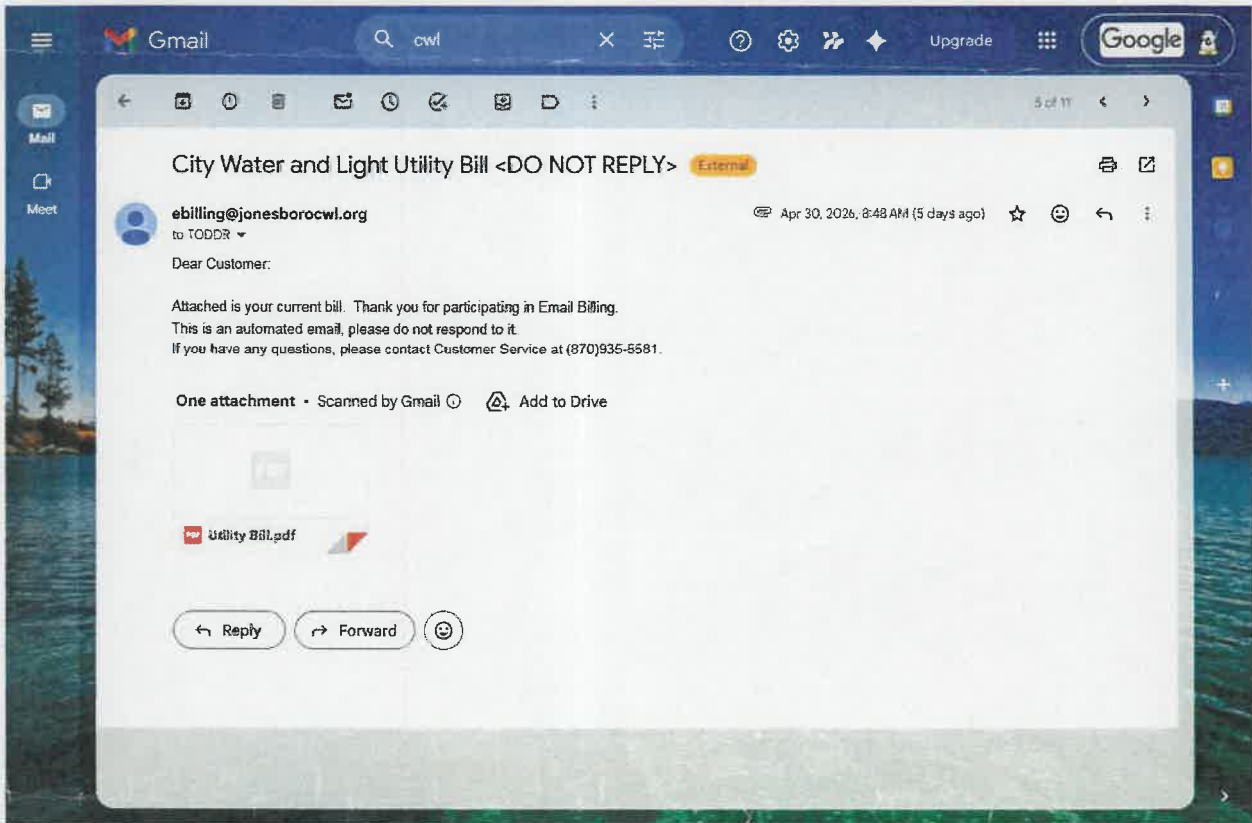 Gmail
cwl
Upgrade
Google
Mail
Meet
5 of 11
City Water and Light Utility Bill <DO NOT REPLY> External
ebilling@jonesborocwl.org
Apr 30, 2026, 8:48 AM (5 days ago)
to TODDR
Dear Customer:
Attached is your current bill. Thank you for participating in Email Billing.
This is an automated email, please do not respond to it.
If you have any questions, please contact Customer Service at (870)935-5581.
One attachment • Scanned by Gmail
Add to Drive
PDF
Utility Bill.pdf
Reply
Forward